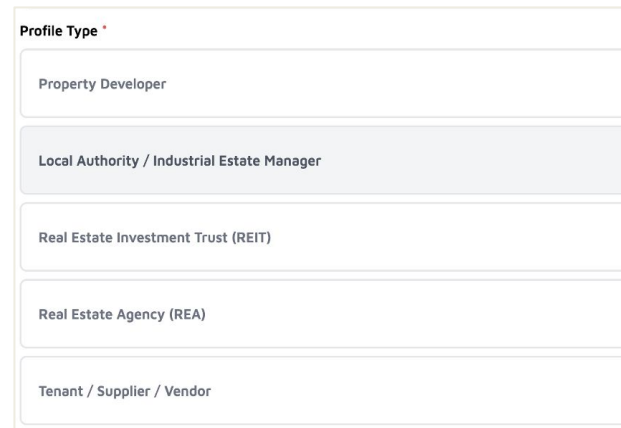 Profile Type *
Property Developer
Local Authority / Industrial Estate Manager
Real Estate Investment Trust (REIT)
Real Estate Agency (REA)
Tenant / Supplier / Vendor